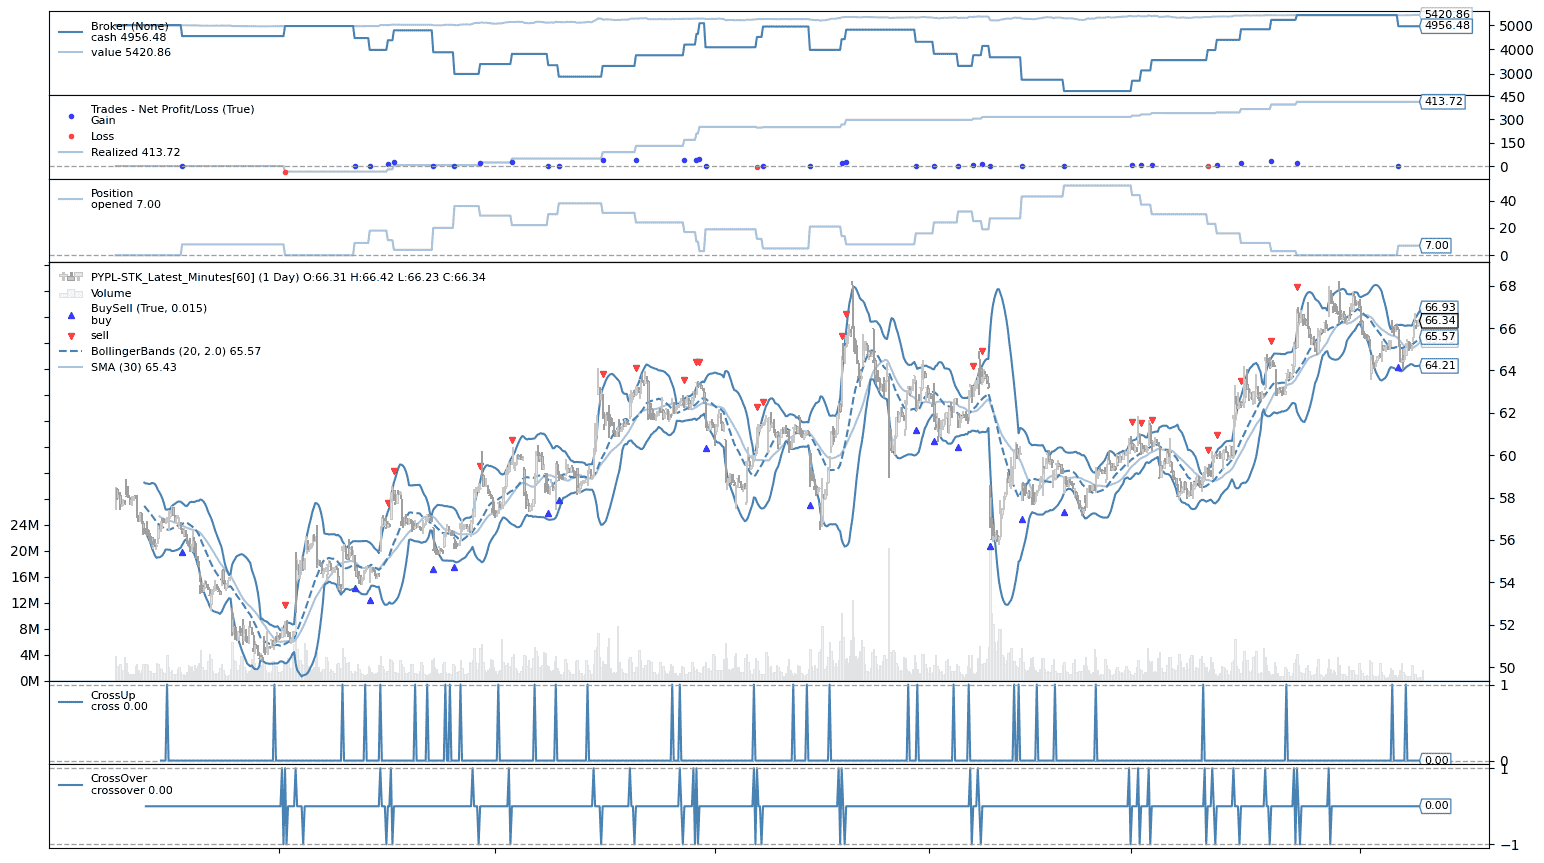 Broker (None)
cash 4956.48
value 5420.86
5420.86
4956.48
5000
4000
3000
Trades - Net Profit/Loss (True)
Gain
Loss
Realized 413.72
413.72
450
300
150
0
Position
opened 7.00
7.00
40
20
0
PYPL-STK_Latest_Minutes[60] (1 Day) O:66.31 H:66.42 L:66.23 C:66.34
Volume
BuySell (True, 0.015)
buy
sell
BollingerBands (20, 2.0) 65.57
SMA (30) 65.43
66.93
66.34
65.57
64.21
68
66
64
62
60
58
56
54
52
50
24M
20M
16M
12M
8M
4M
0M
CrossUp
cross 0.00
0.00
1
0
CrossOver
crossover 0.00
0.00
1
−1